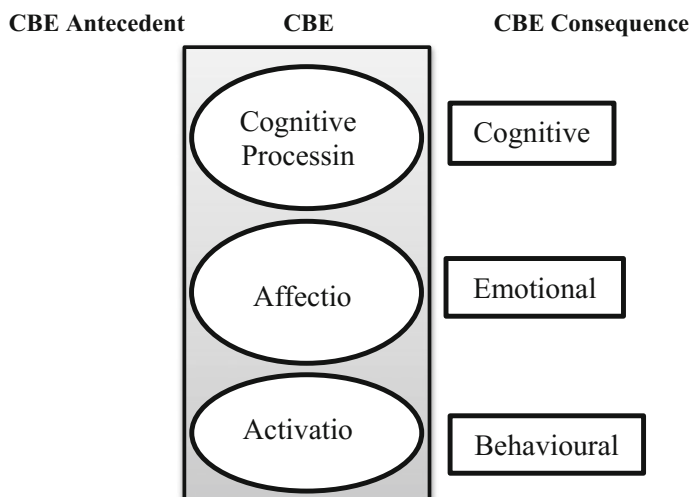 CBE Antecedent CBE CBE Consequence
Cognitive
Processin
Cognitive
Affectio
Emotional
Activatio
Behavioural